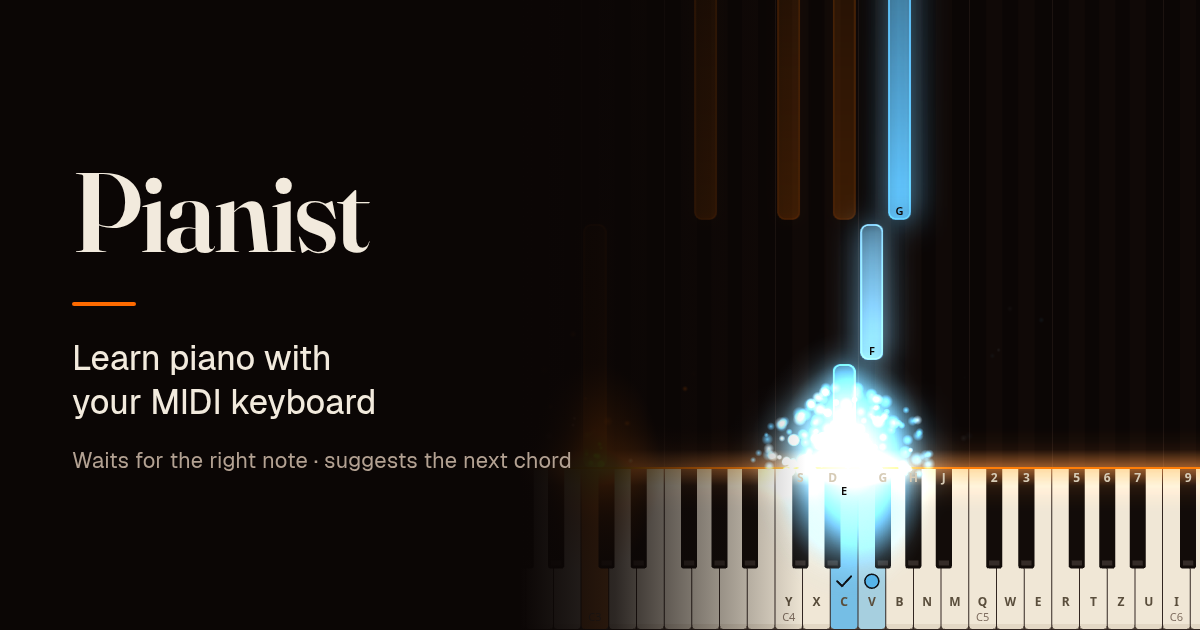 Pianist
Learn piano with
your MIDI keyboard
Waits for the right note · suggests the next chord
G
F
E
S D G H J 2 3 5 6 7 9
Y X C V B N M Q W E R T Z U I
C4 C5 C6